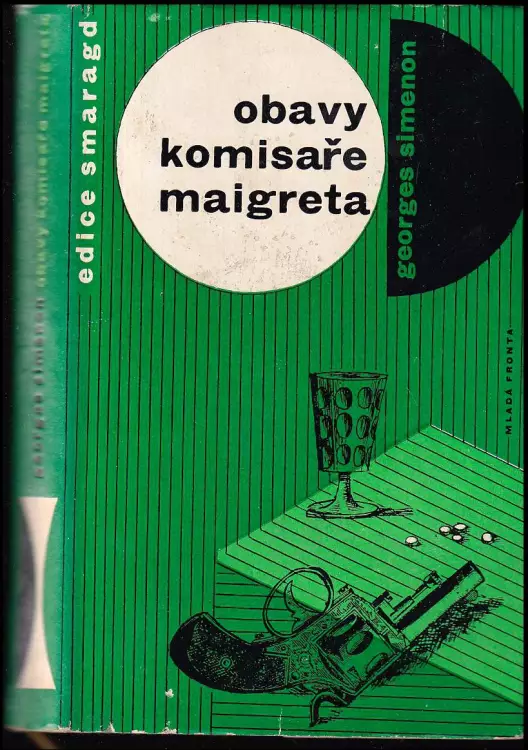 edice smaragd
obavy
komisaře
maigreta
georges simenon
MLADÁ FRONTA
georges simenon obavy komisaře maigreta